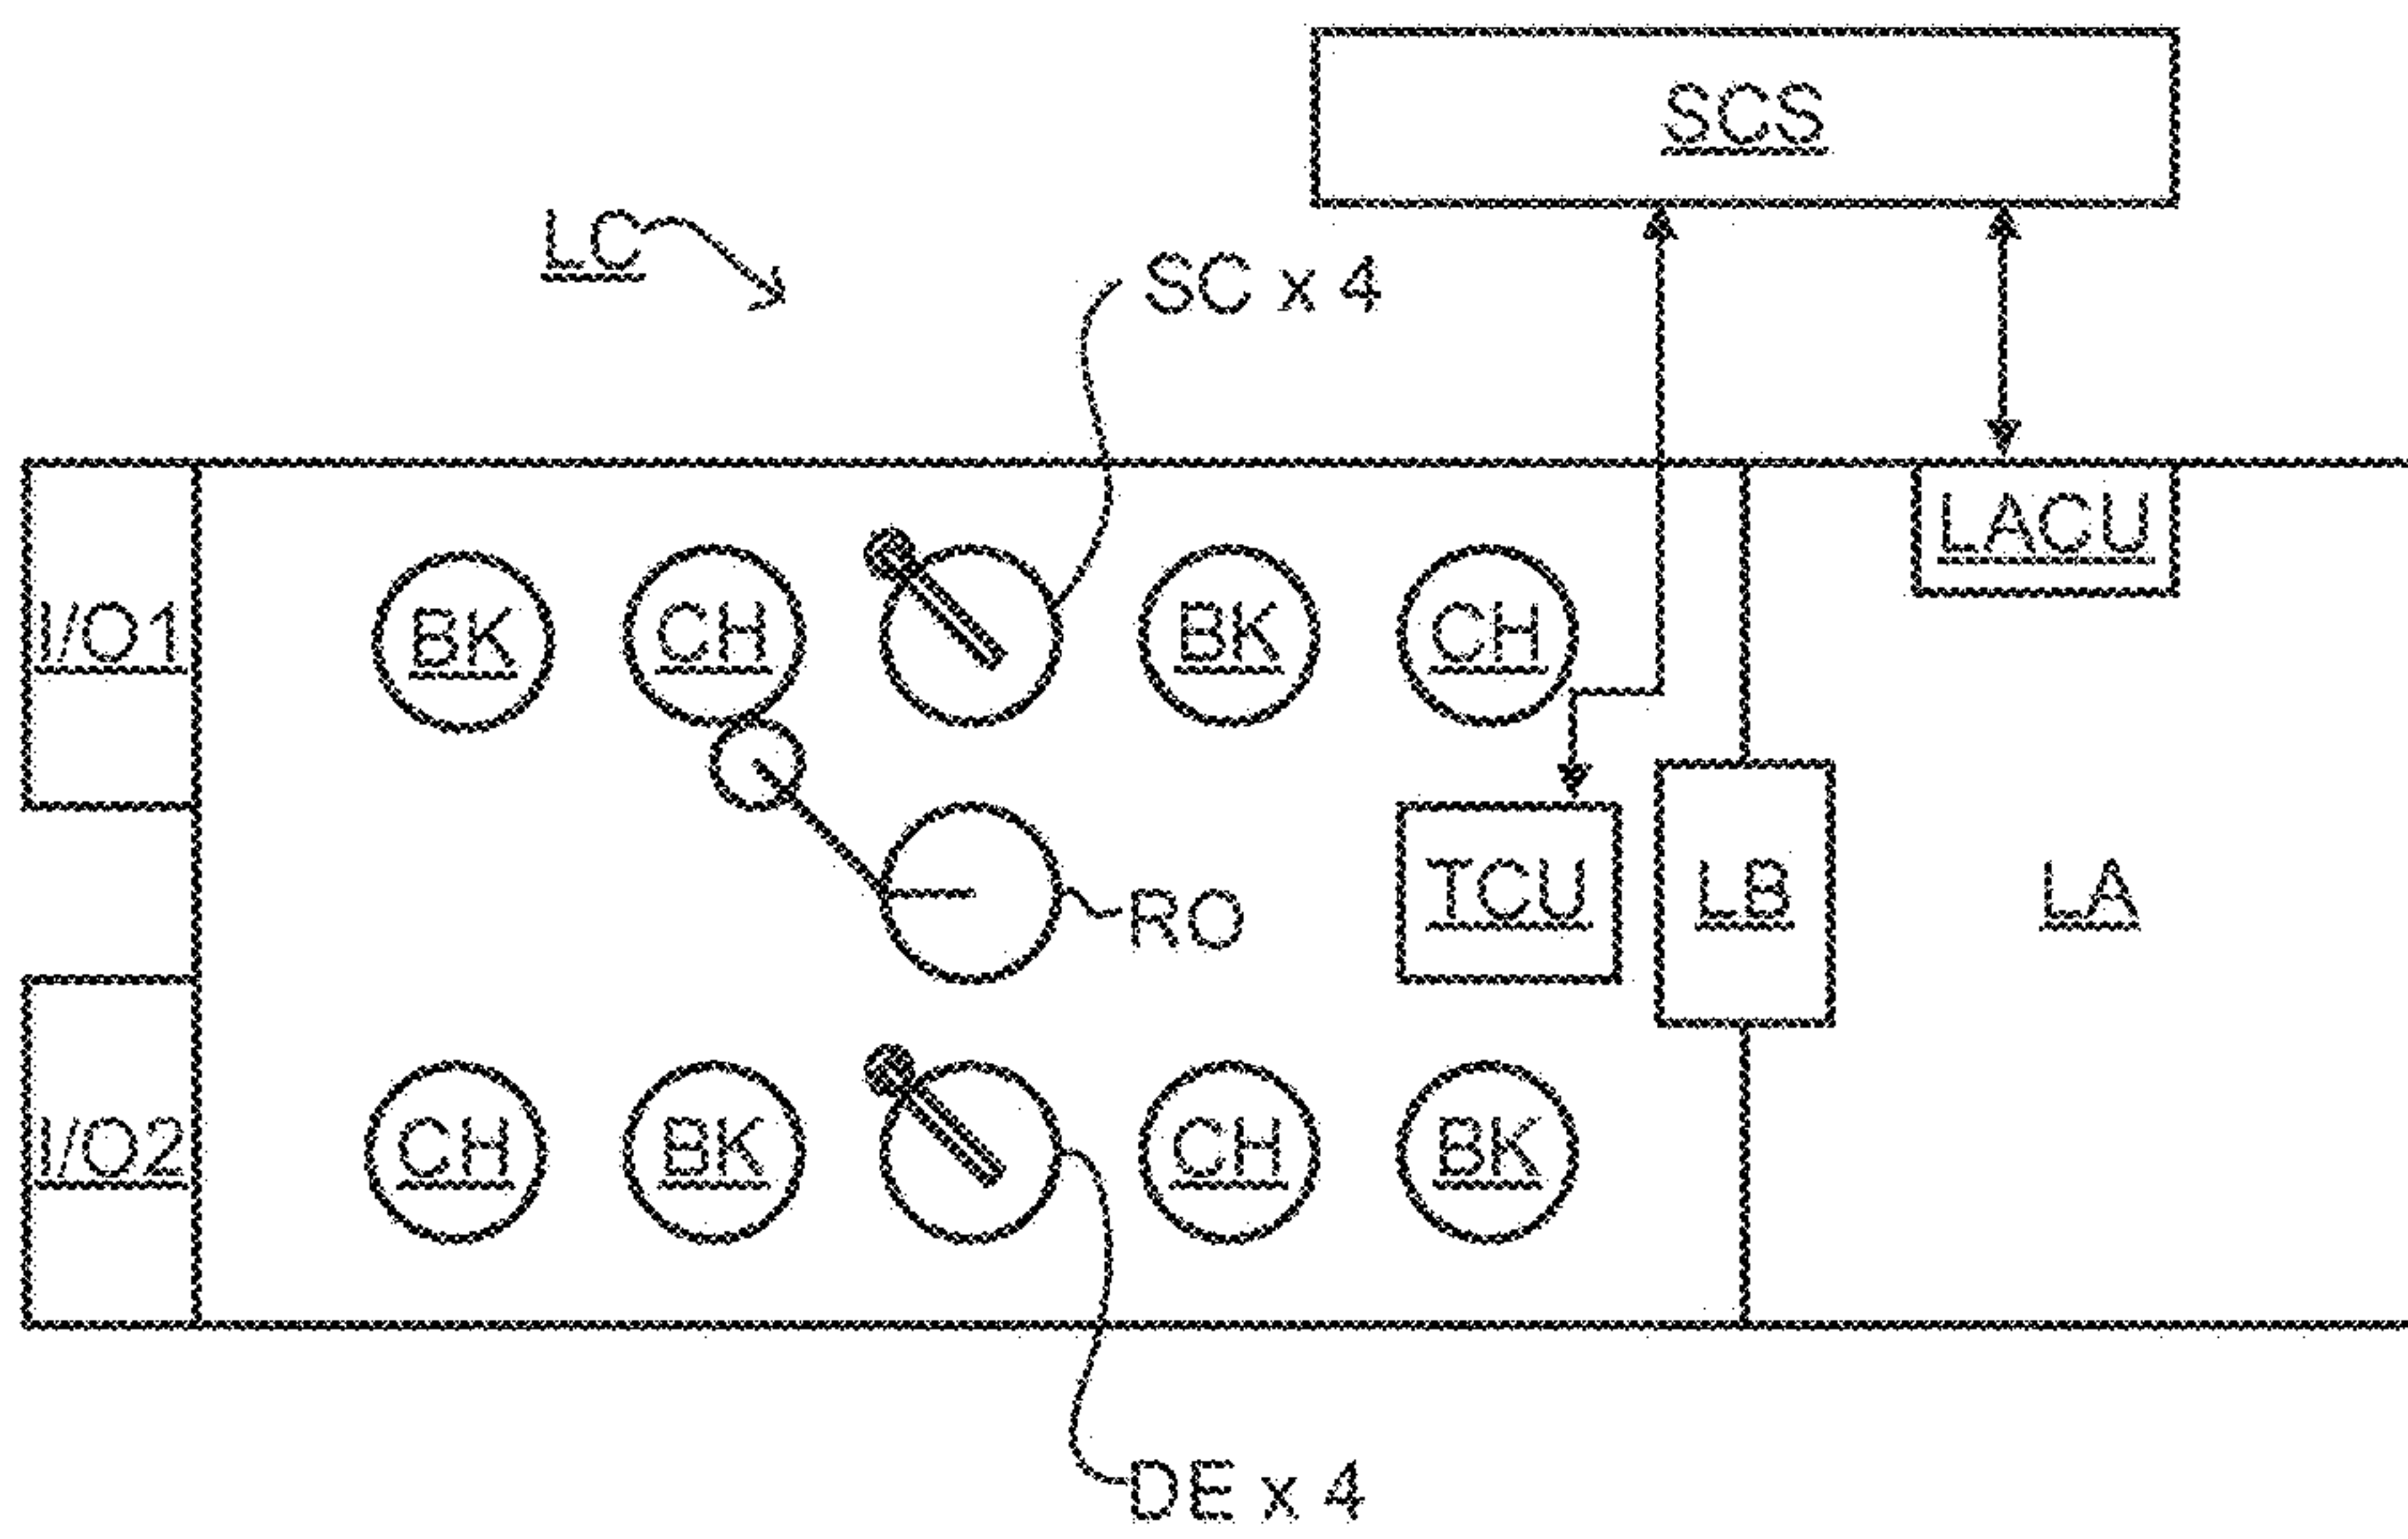 SCS
LC
SC x 4
LACU
I/O1
BK
CH
BK
CH
RO
TCU
LB
LA
I/O2
CH
BK
CH
BK
DE x 4